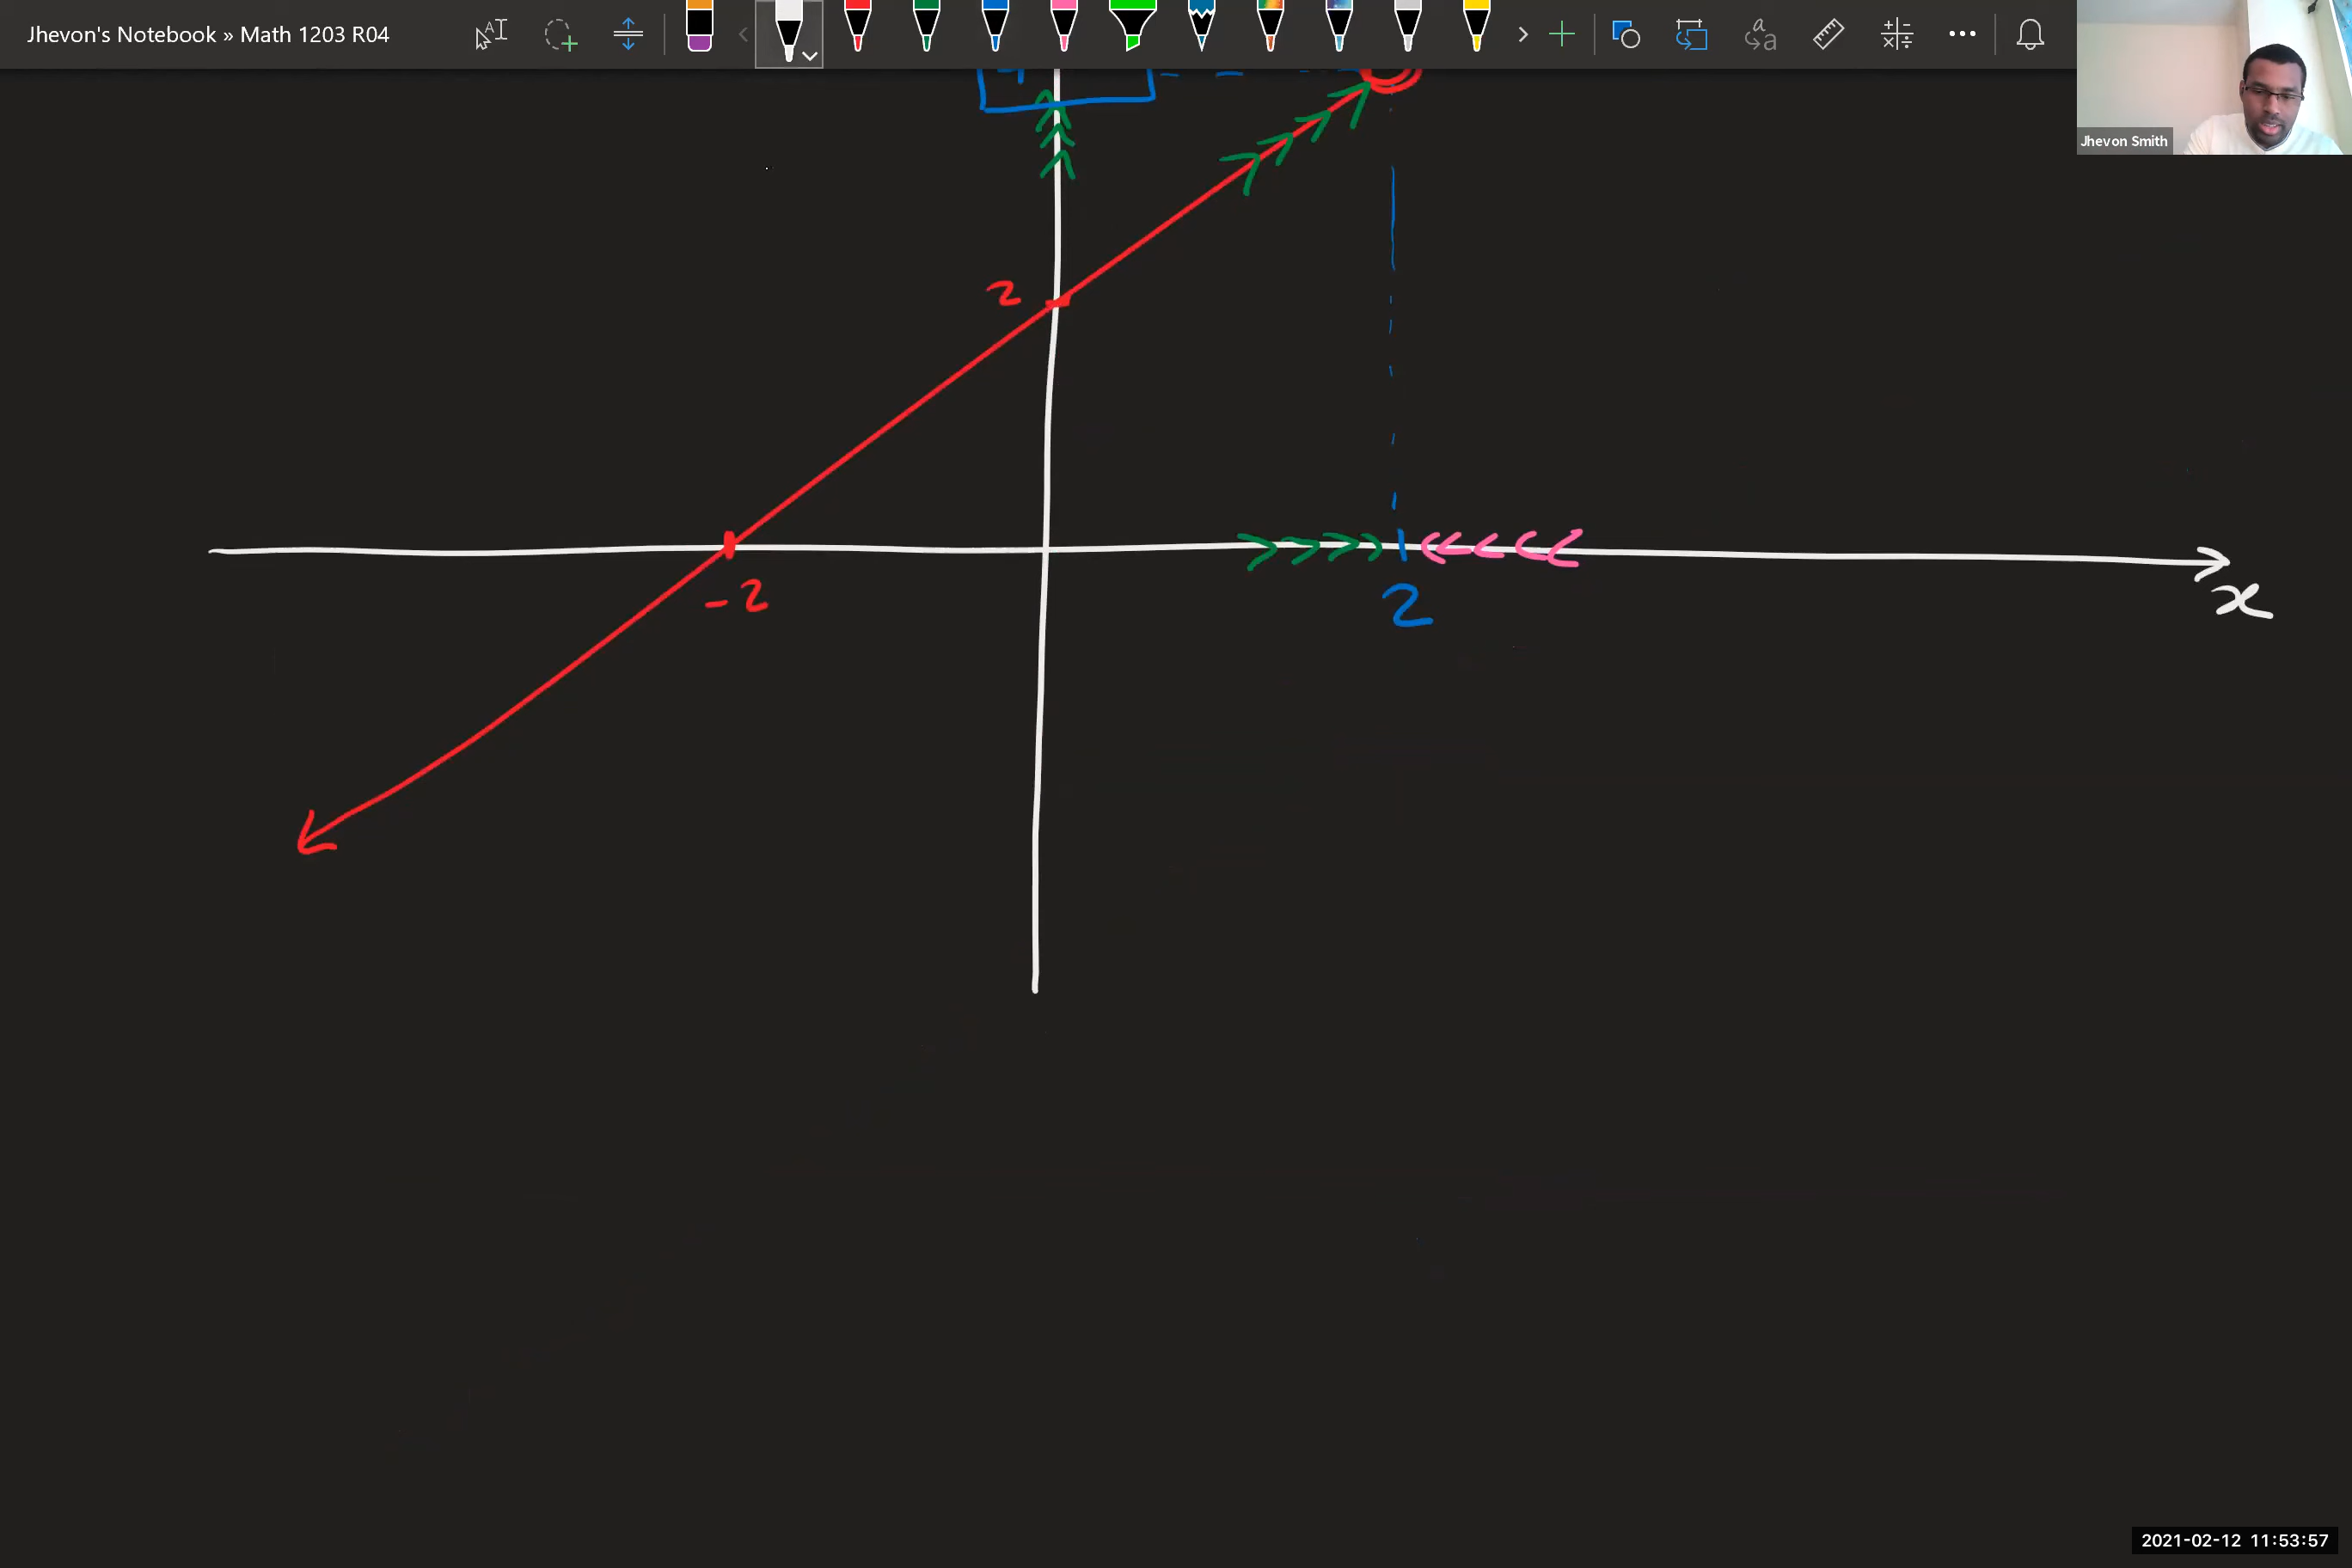 Jhevon's Notebook » Math 1203 R04
Jhevon Smith
2
-2
2
x
2021-02-12 11:53:57